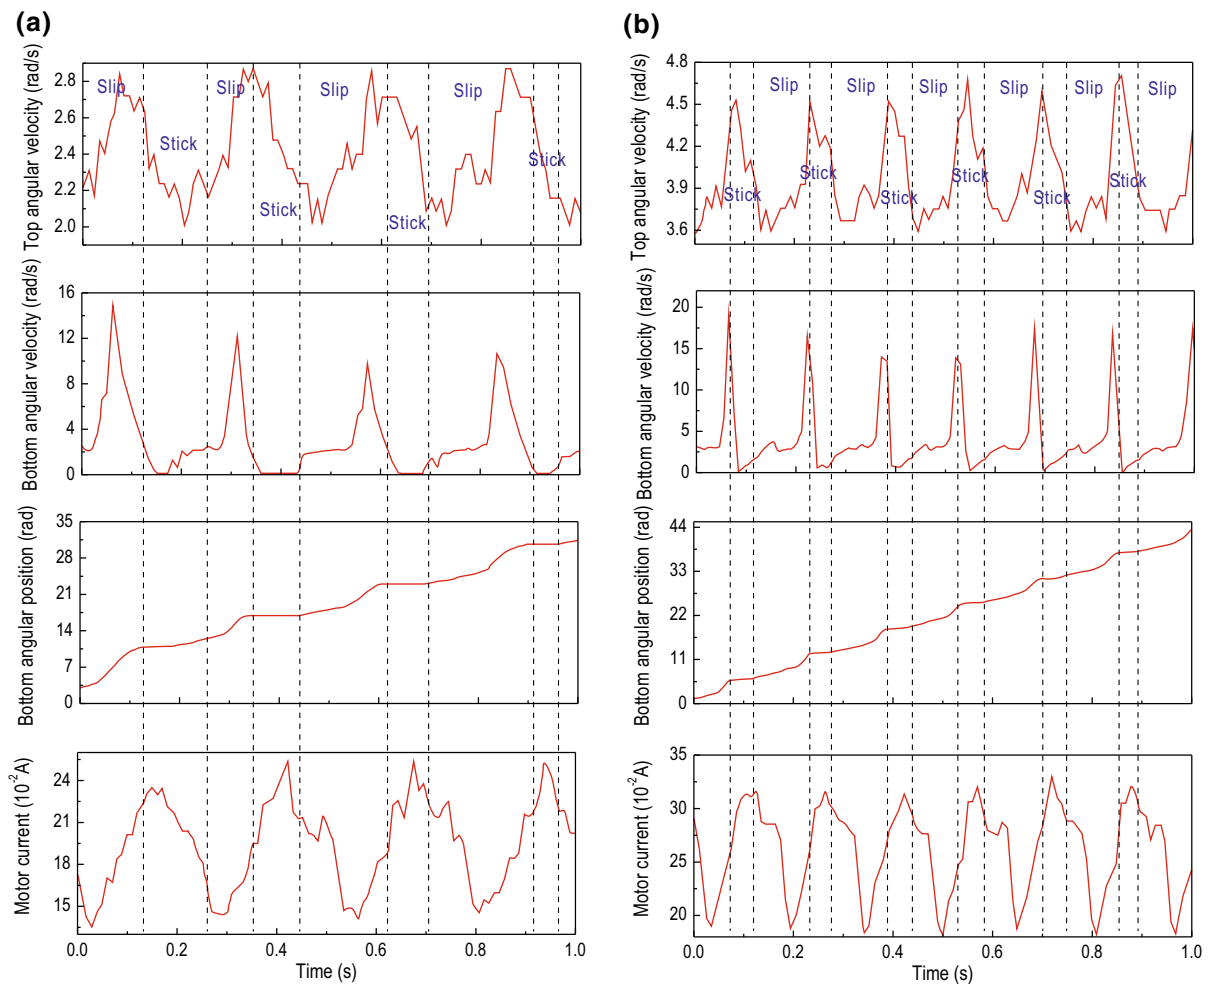 (a)
Top angular velocity (rad/s)
2.8
2.6
2.4
2.2
2.0
Slip
Stick
Slip
Stick
Slip
Stick
Slip
Stick
Bottom angular velocity (rad/s)
16
12
8
4
0
Bottom angular position (rad)
35
28
21
14
7
0
Motor current (10⁻²A)
24
21
18
15
0.0 0.2 0.4 0.6 0.8 1.0
Time (s)
(b)
Top angular velocity (rad/s)
4.8
4.5
4.2
3.9
3.6
Stick
Slip
Stick
Slip
Stick
Slip
Stick
Slip
Stick
Slip
Stick
Slip
Bottom angular velocity (rad/s)
20
15
10
5
0
Bottom angular position (rad)
44
33
22
11
0
Motor current (10⁻²A)
35
30
25
20
0.0 0.2 0.4 0.6 0.8 1.0
Time (s)